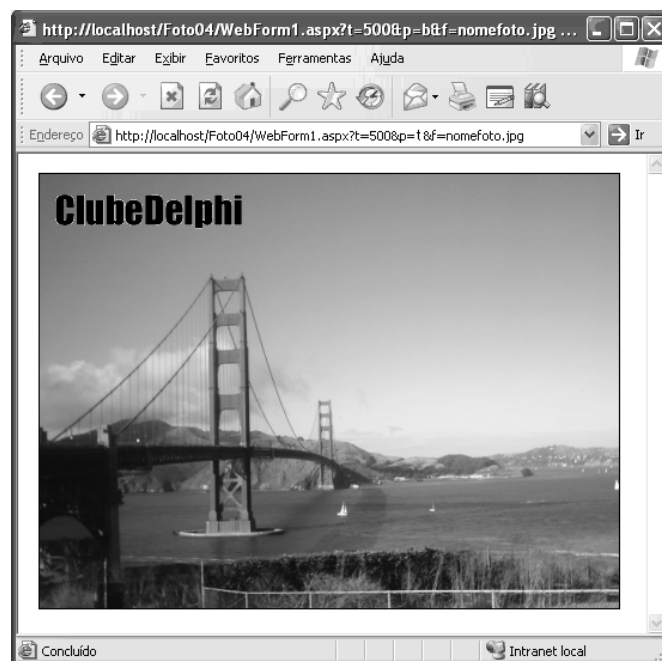 http://localhost/Foto04/WebForm1.aspx?t=500&p=b&f=nomefoto.jpg ...
Arquivo Editar Exibir Favoritos Ferramentas Ajuda
Endereço http://localhost/Foto04/WebForm1.aspx?t=500&p=t&f=nomefoto.jpg Ir
ClubeDelphi
Concluído Intranet local